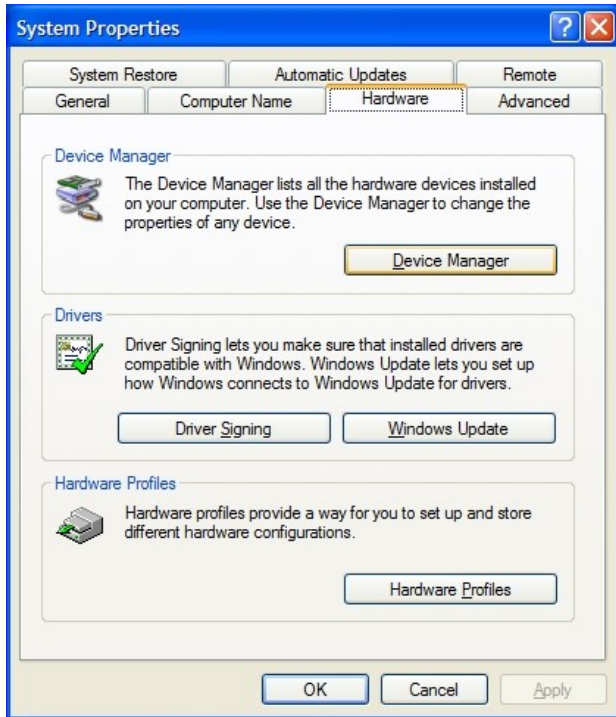 System Properties
System Restore
Automatic Updates
Remote
General
Computer Name
Hardware
Advanced
Device Manager
The Device Manager lists all the hardware devices installed
on your computer. Use the Device Manager to change the
properties of any device.
Device Manager
Drivers
Driver Signing lets you make sure that installed drivers are
compatible with Windows. Windows Update lets you set up
how Windows connects to Windows Update for drivers.
Driver Signing
Windows Update
Hardware Profiles
Hardware profiles provide a way for you to set up and store
different hardware configurations.
Hardware Profiles
OK
Cancel
Apply